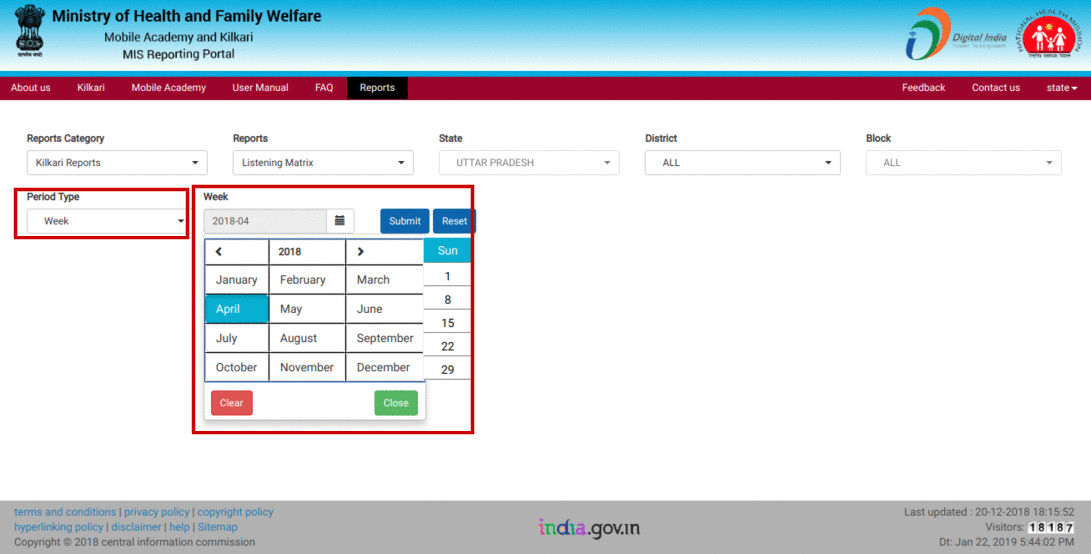 Ministry of Health and Family Welfare
Mobile Academy and Kilkari
MIS Reporting Portal
Digital India
Power To Empower
NATIONAL HEALTH MISSION
About us Kilkari Mobile Academy User Manual FAQ Reports Feedback Contact us state
Reports Category Reports State District Block
Kilkari Reports Listening Matrix UTTAR PRADESH ALL ALL
Period Type Week
Week 2018-04 Submit Reset
2018 Sun
January February March 1
April May June 8
15
July August September 22
October November December 29
Clear Close
terms and conditions | privacy policy | copyright policy
hyperlinking policy | disclaimer | help | Sitemap
Copyright © 2018 central information commission
india.gov.in
Last updated : 20-12-2018 18:15:52
Visitors: 18187
Dt: Jan 22, 2019 5:44:02 PM